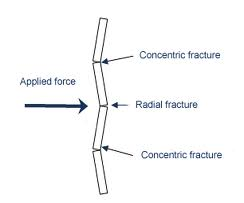 Concentric fracture
Applied force
Radial fracture
Concentric fracture